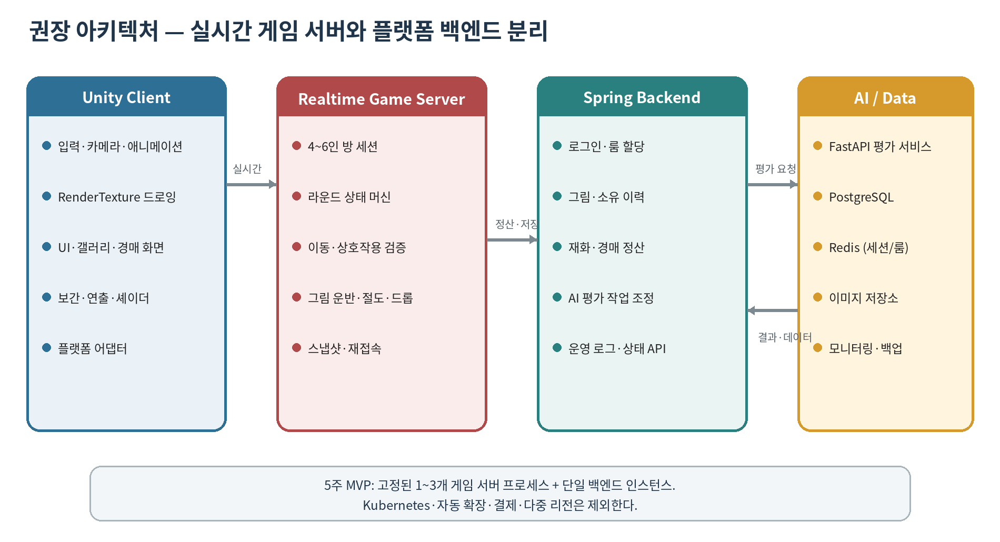 권장 아키텍처 — 실시간 게임 서버와 플랫폼 백엔드 분리
Unity Client
입력·카메라·애니메이션
RenderTexture 드로잉
UI·갤러리·경매 화면
보간·연출·셰이더
플랫폼 어댑터
실시간
Realtime Game Server
4~6인 방 세션
라운드 상태 머신
이동·상호작용 검증
그림 운반·절도·드롭
스냅샷·재접속
정산·저장
Spring Backend
로그인·룸 할당
그림·소유 이력
재화·경매 정산
AI 평가 작업 조정
운영 로그·상태 API
평가 요청
결과·데이터
AI / Data
FastAPI 평가 서비스
PostgreSQL
Redis (세션/룸)
이미지 저장소
모니터링·백업
5주 MVP: 고정된 1~3개 게임 서버 프로세스 + 단일 백엔드 인스턴스.
Kubernetes·자동 확장·결제·다중 리전은 제외한다.